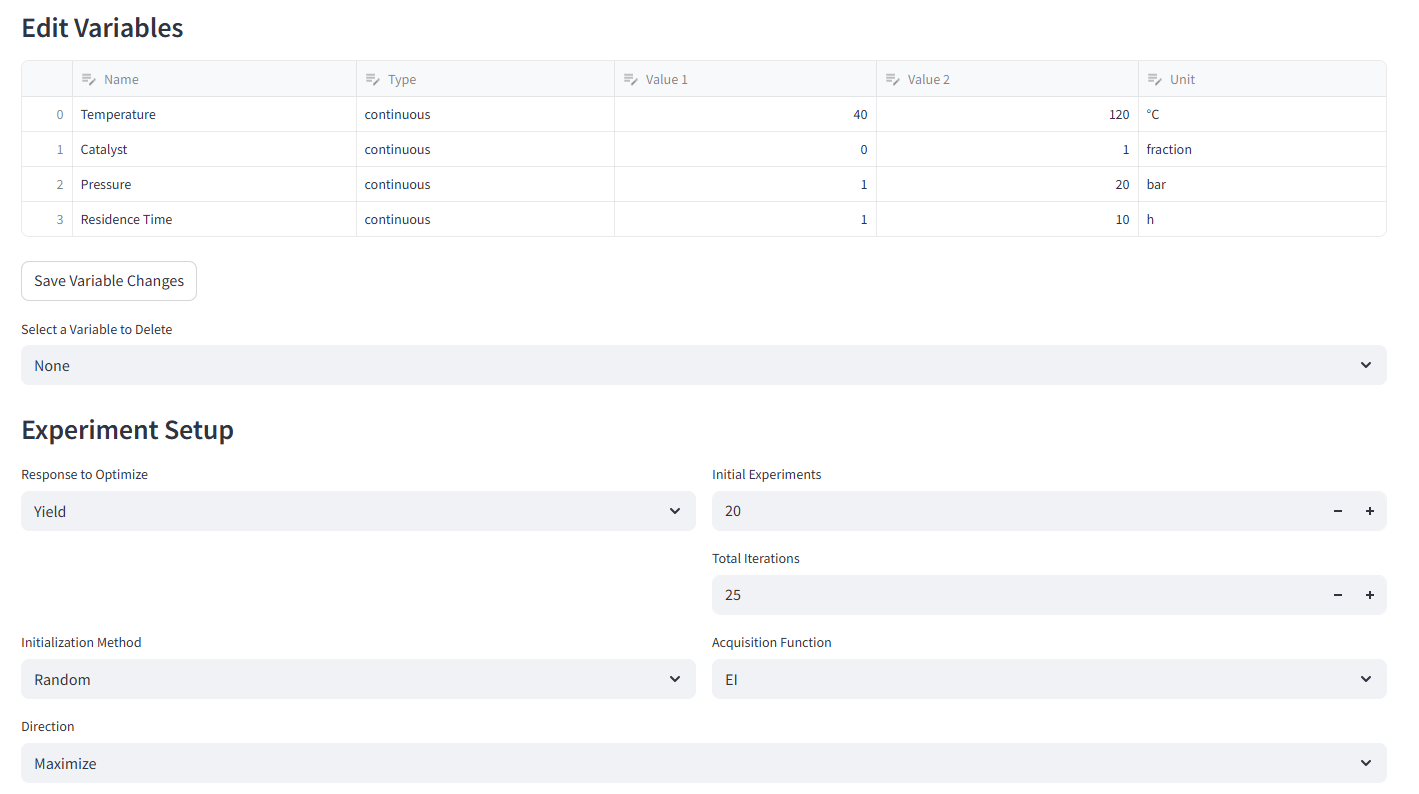 Edit Variables
Name Type Value 1 Value 2 Unit
0 Temperature continuous 40 120 °C
1 Catalyst continuous 0 1 fraction
2 Pressure continuous 1 20 bar
3 Residence Time continuous 1 10 h
Save Variable Changes
Select a Variable to Delete
None
Experiment Setup
Response to Optimize Initial Experiments
Yield 20
Total Iterations
25
Initialization Method Acquisition Function
Random EI
Direction
Maximize